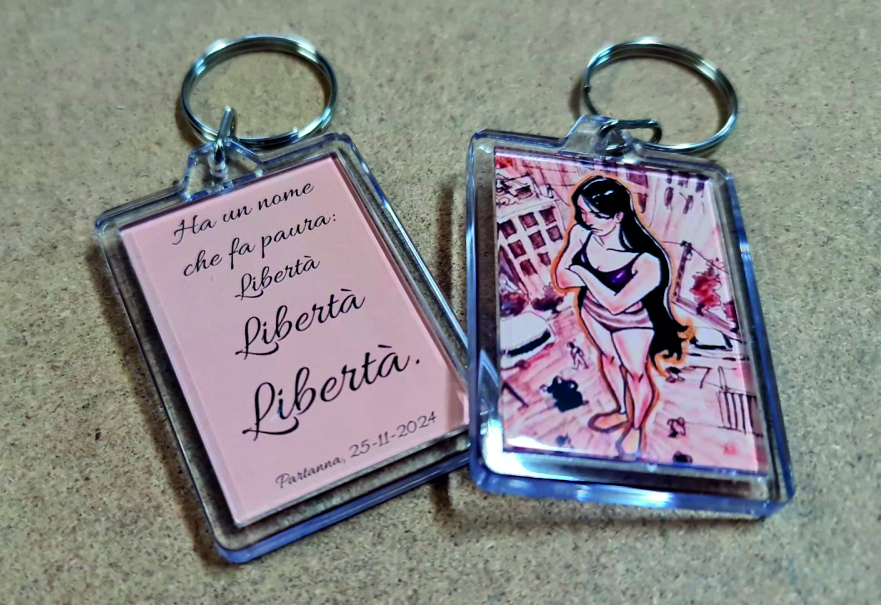 Ha un nome
che fa paura:
Libertà
Libertà
Libertà.
Partanna, 25-11-2024